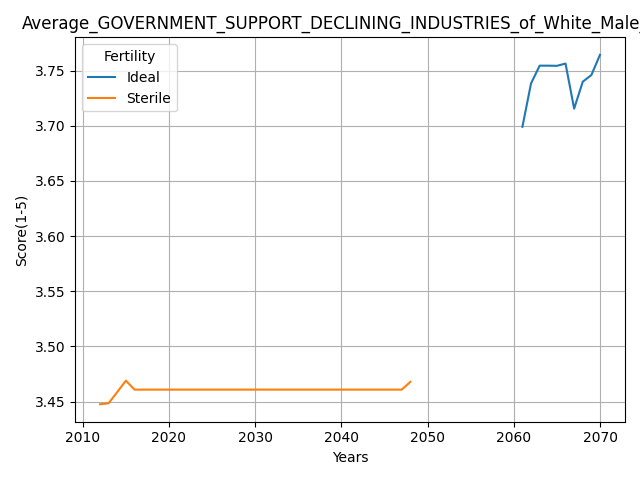 Average_GOVERNMENT_SUPPORT_DECLINING_INDUSTRIES_of_White_Male_
Fertility
Ideal
Sterile
3.75
3.70
3.65
3.60
3.55
3.50
3.45
Score(1-5)
2010 2020 2030 2040 2050 2060 2070
Years